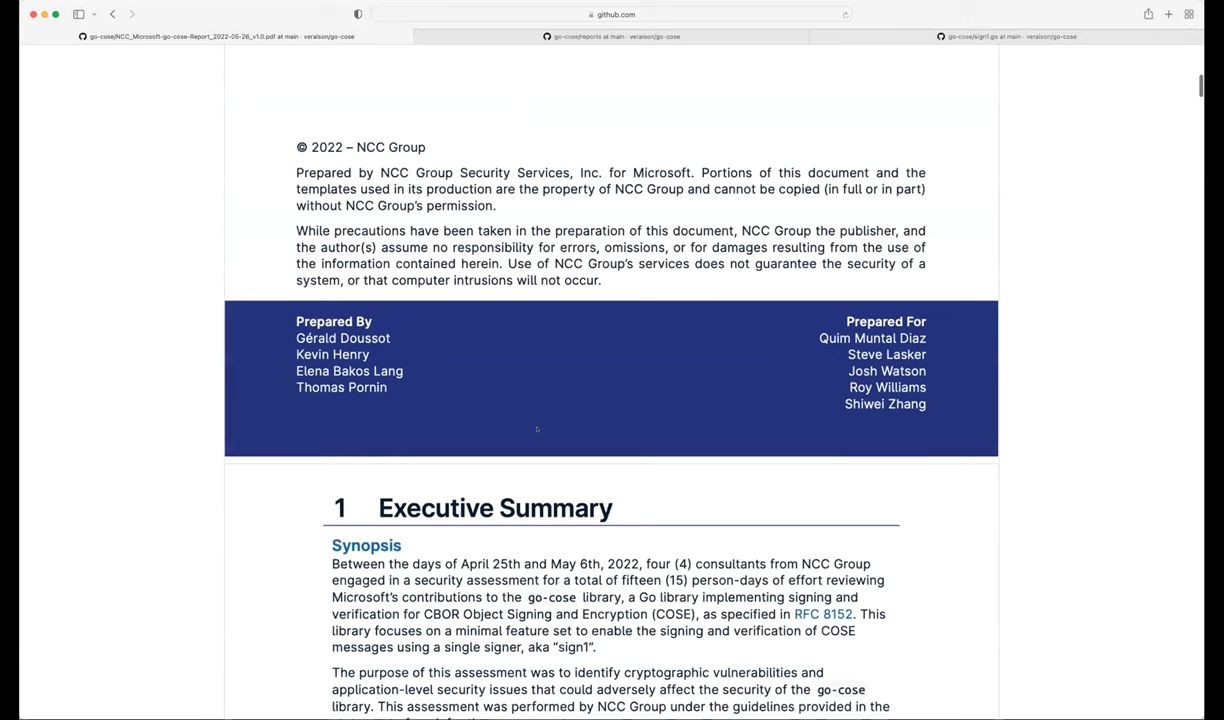 github.com
go-cose/NCC_Microsoft-go-cose-Report_2022-05-26_v1.0.pdf at main · veraison/go-cose
go-cose/reports at main · veraison/go-cose
go-cose/sign1.go at main · veraison/go-cose
© 2022 – NCC Group
Prepared by NCC Group Security Services, Inc. for Microsoft. Portions of this document and the
templates used in its production are the property of NCC Group and cannot be copied (in full or in part)
without NCC Group's permission.
While precautions have been taken in the preparation of this document, NCC Group the publisher, and
the author(s) assume no responsibility for errors, omissions, or for damages resulting from the use of
the information contained herein. Use of NCC Group's services does not guarantee the security of a
system, or that computer intrusions will not occur.
Prepared By
Gérald Doussot
Kevin Henry
Elena Bakos Lang
Thomas Pornin
Prepared For
Quim Muntal Diaz
Steve Lasker
Josh Watson
Roy Williams
Shiwei Zhang
1 Executive Summary
Synopsis
Between the days of April 25th and May 6th, 2022, four (4) consultants from NCC Group
engaged in a security assessment for a total of fifteen (15) person-days of effort reviewing
Microsoft's contributions to the go-cose library, a Go library implementing signing and
verification for CBOR Object Signing and Encryption (COSE), as specified in RFC 8152. This
library focuses on a minimal feature set to enable the signing and verification of COSE
messages using a single signer, aka "sign1".
The purpose of this assessment was to identify cryptographic vulnerabilities and
application-level security issues that could adversely affect the security of the go-cose
library. This assessment was performed by NCC Group under the guidelines provided in the